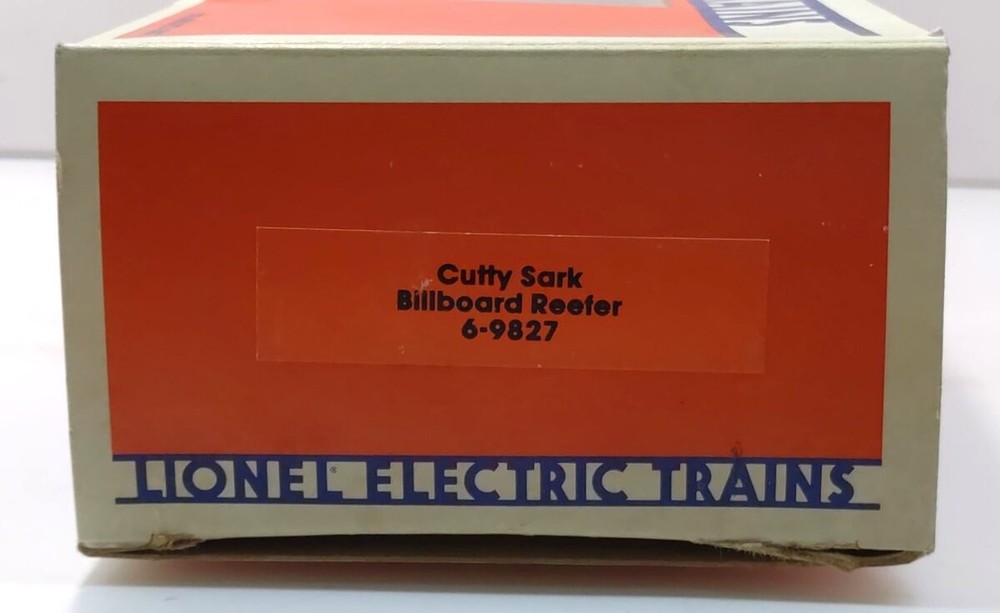 Cutty Sark
Billboard Reefer
6-9827
LIONEL® ELECTRIC TRAINS